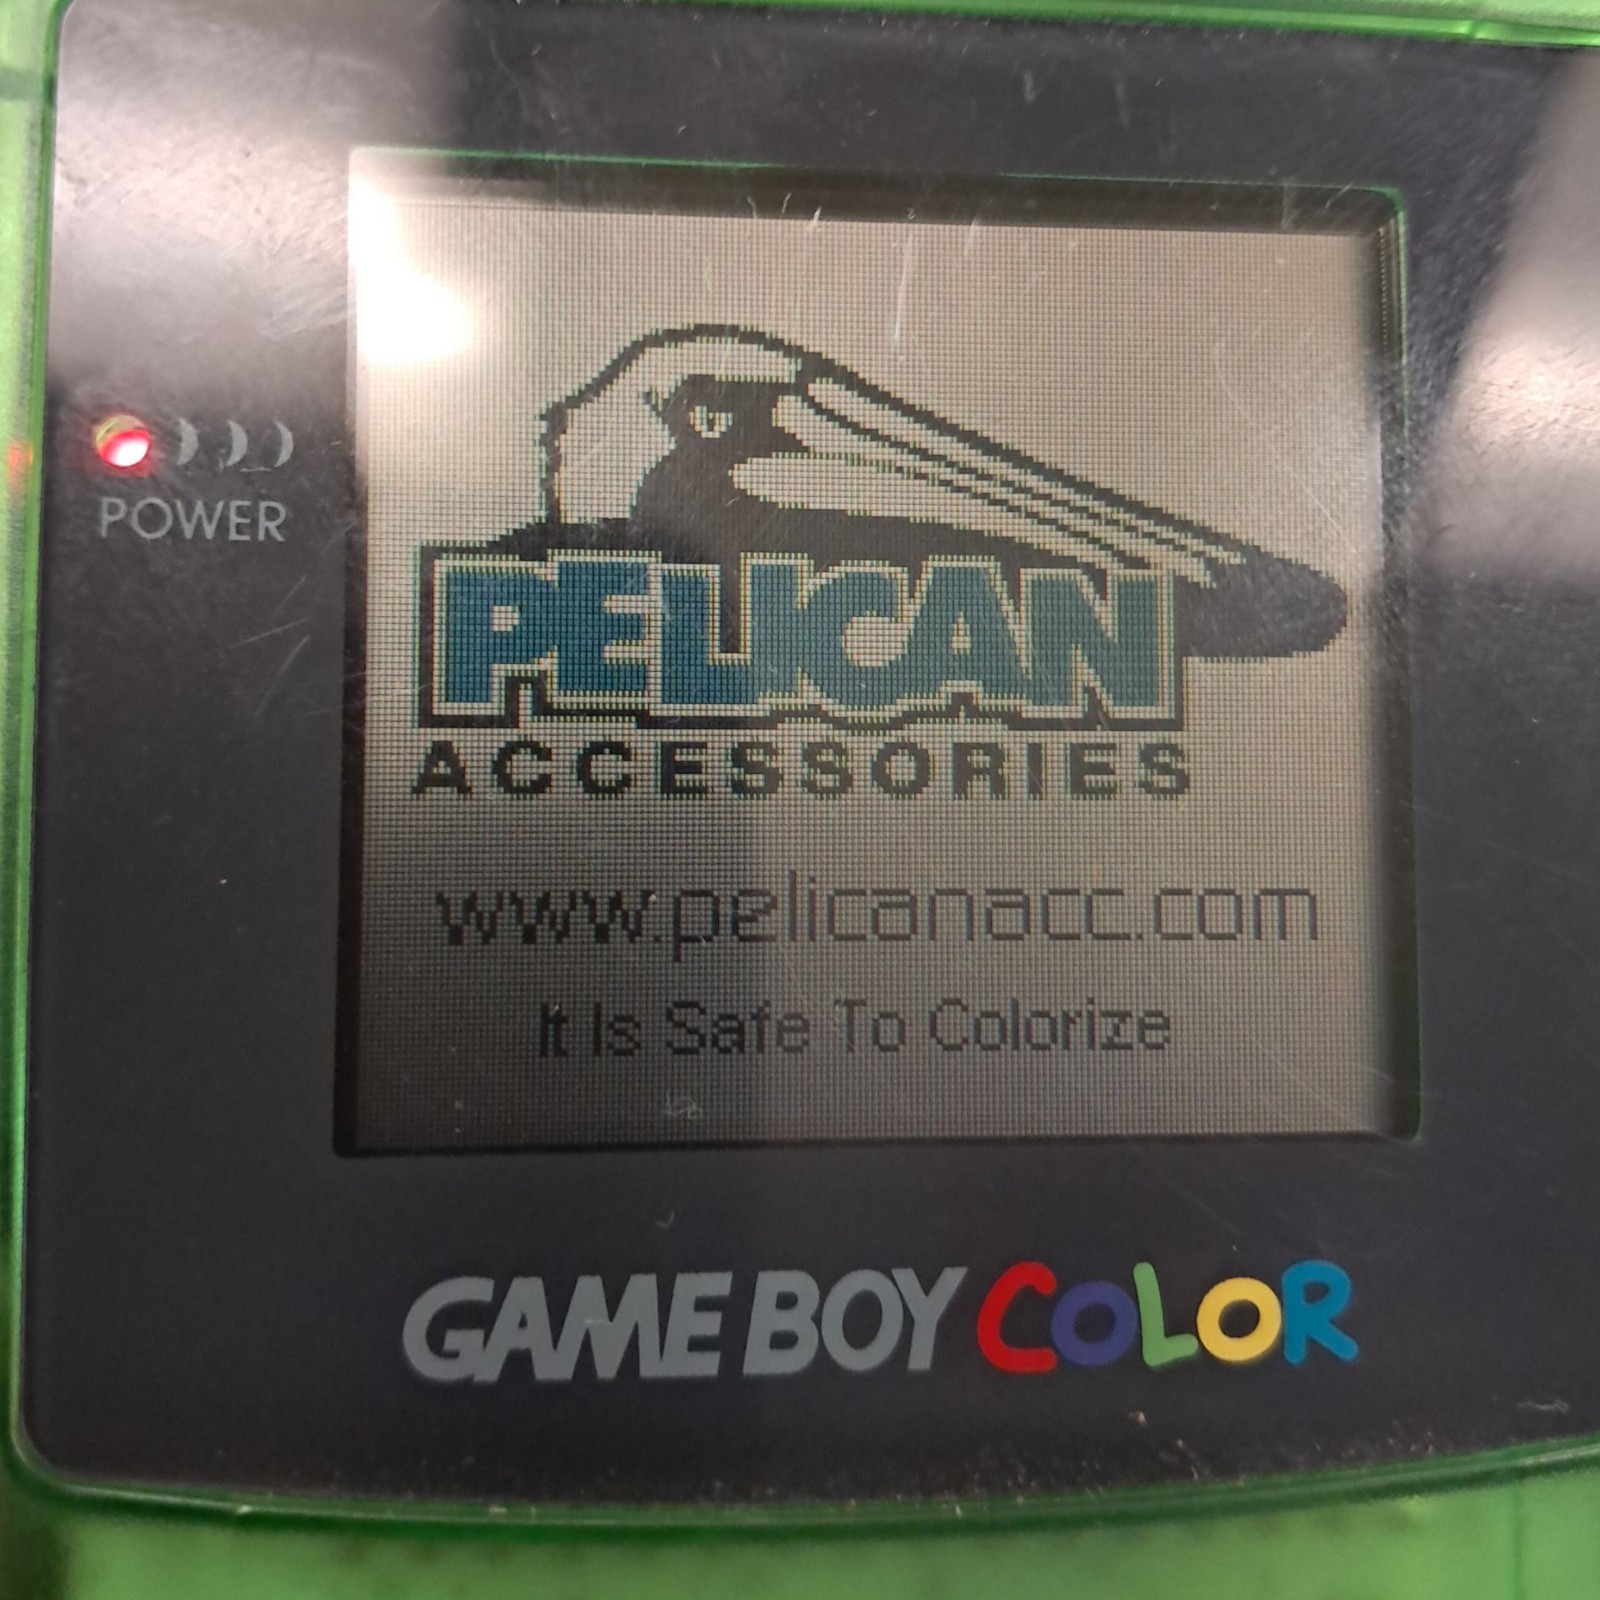 POWER
PELICAN
ACCESSORIES
www.pelicanacc.com
It Is Safe To Colorize
GAME BOY COLOR